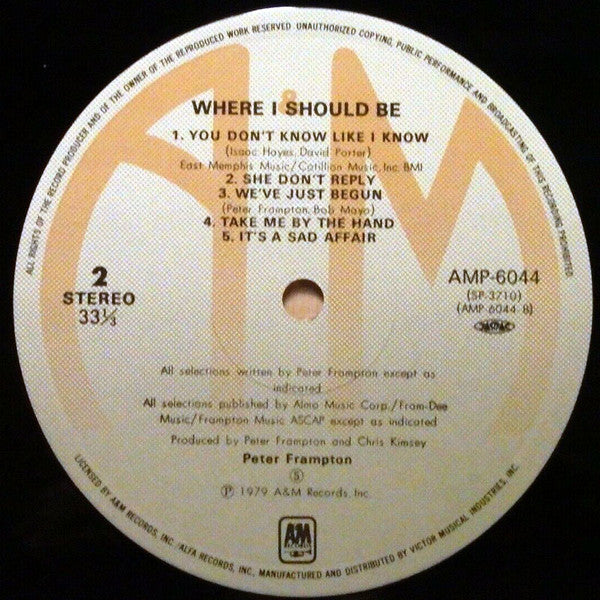 ALL RIGHTS OF THE RECORD PRODUCER AND OF THE OWNER OF THE REPRODUCED WORK RESERVED UNAUTHORIZED COPYING, PUBLIC PERFORMANCE AND BROADCASTING OF THIS RECORDING PROHIBITED
WHERE I SHOULD BE
1. YOU DON'T KNOW LIKE I KNOW
(Isaac Hayes, David Porter)
East Memphis Music/Cotillion Music, Inc. BMI
2. SHE DON'T REPLY
3. WE'VE JUST BEGUN
(Peter Frampton, Bob Mayo)
4. TAKE ME BY THE HAND
5. IT'S A SAD AFFAIR
2
STEREO
33⅓
AMP-6044
(SP-3710)
(AMP-6044-B)
JASRAC
All selections written by Peter Frampton except as
indicated
All selections published by Almo Music Corp./Fram-Dee
Music/Frampton Music ASCAP except as indicated
Produced by Peter Frampton and Chris Kimsey
Peter Frampton
Ⓢ
Ⓟ 1979 A&M Records, Inc.
A&M
RECORDS
LICENSED BY A&M RECORDS, INC./ALFA RECORDS, INC., MANUFACTURED AND DISTRIBUTED BY VICTOR MUSICAL INDUSTRIES, INC.